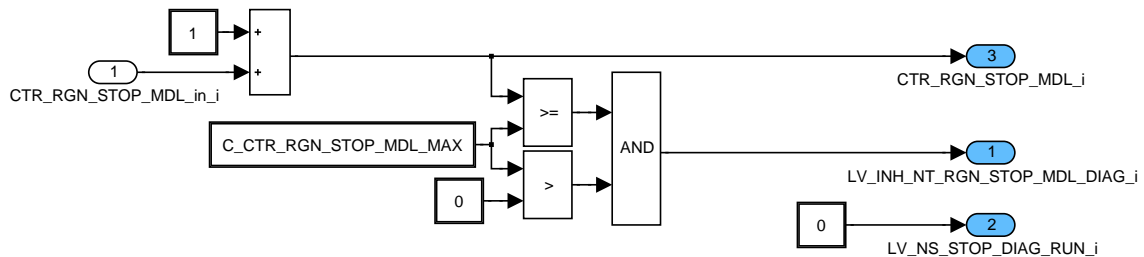 1
+
+
1
CTR_RGN_STOP_MDL_in_i
3
CTR_RGN_STOP_MDL_i
>=
C_CTR_RGN_STOP_MDL_MAX
AND
1
LV_INH_NT_RGN_STOP_MDL_DIAG_i
>
0
0
2
LV_NS_STOP_DIAG_RUN_i